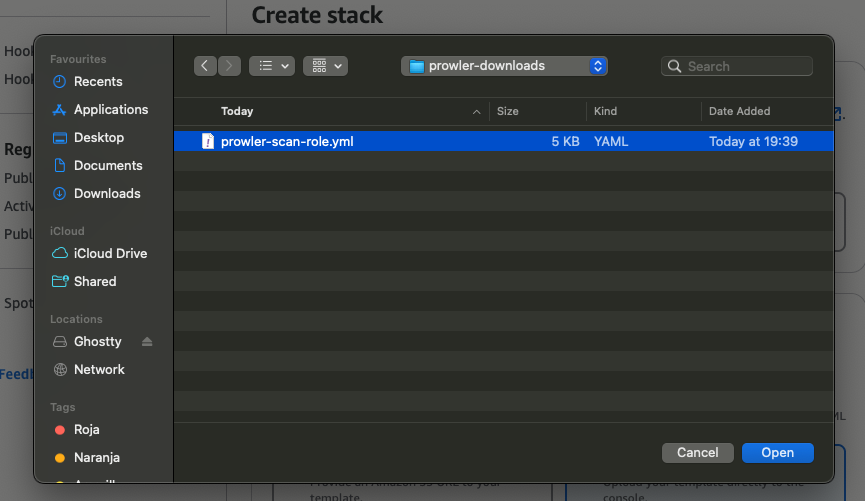 Create stack
Hook
Hook
Reg
Publ
Activ
Publ
Spot
Feedb
Favourites
Recents
Applications
Desktop
Documents
Downloads
iCloud
iCloud Drive
Shared
Locations
Ghostty
Network
Tags
Roja
Naranja
prowler-downloads
Search
Today Size Kind Date Added
prowler-scan-role.yml 5 KB YAML Today at 19:39
Cancel Open
ML
Provide an Amazon S3 URL to your
template.
Upload your template directly to the
console.